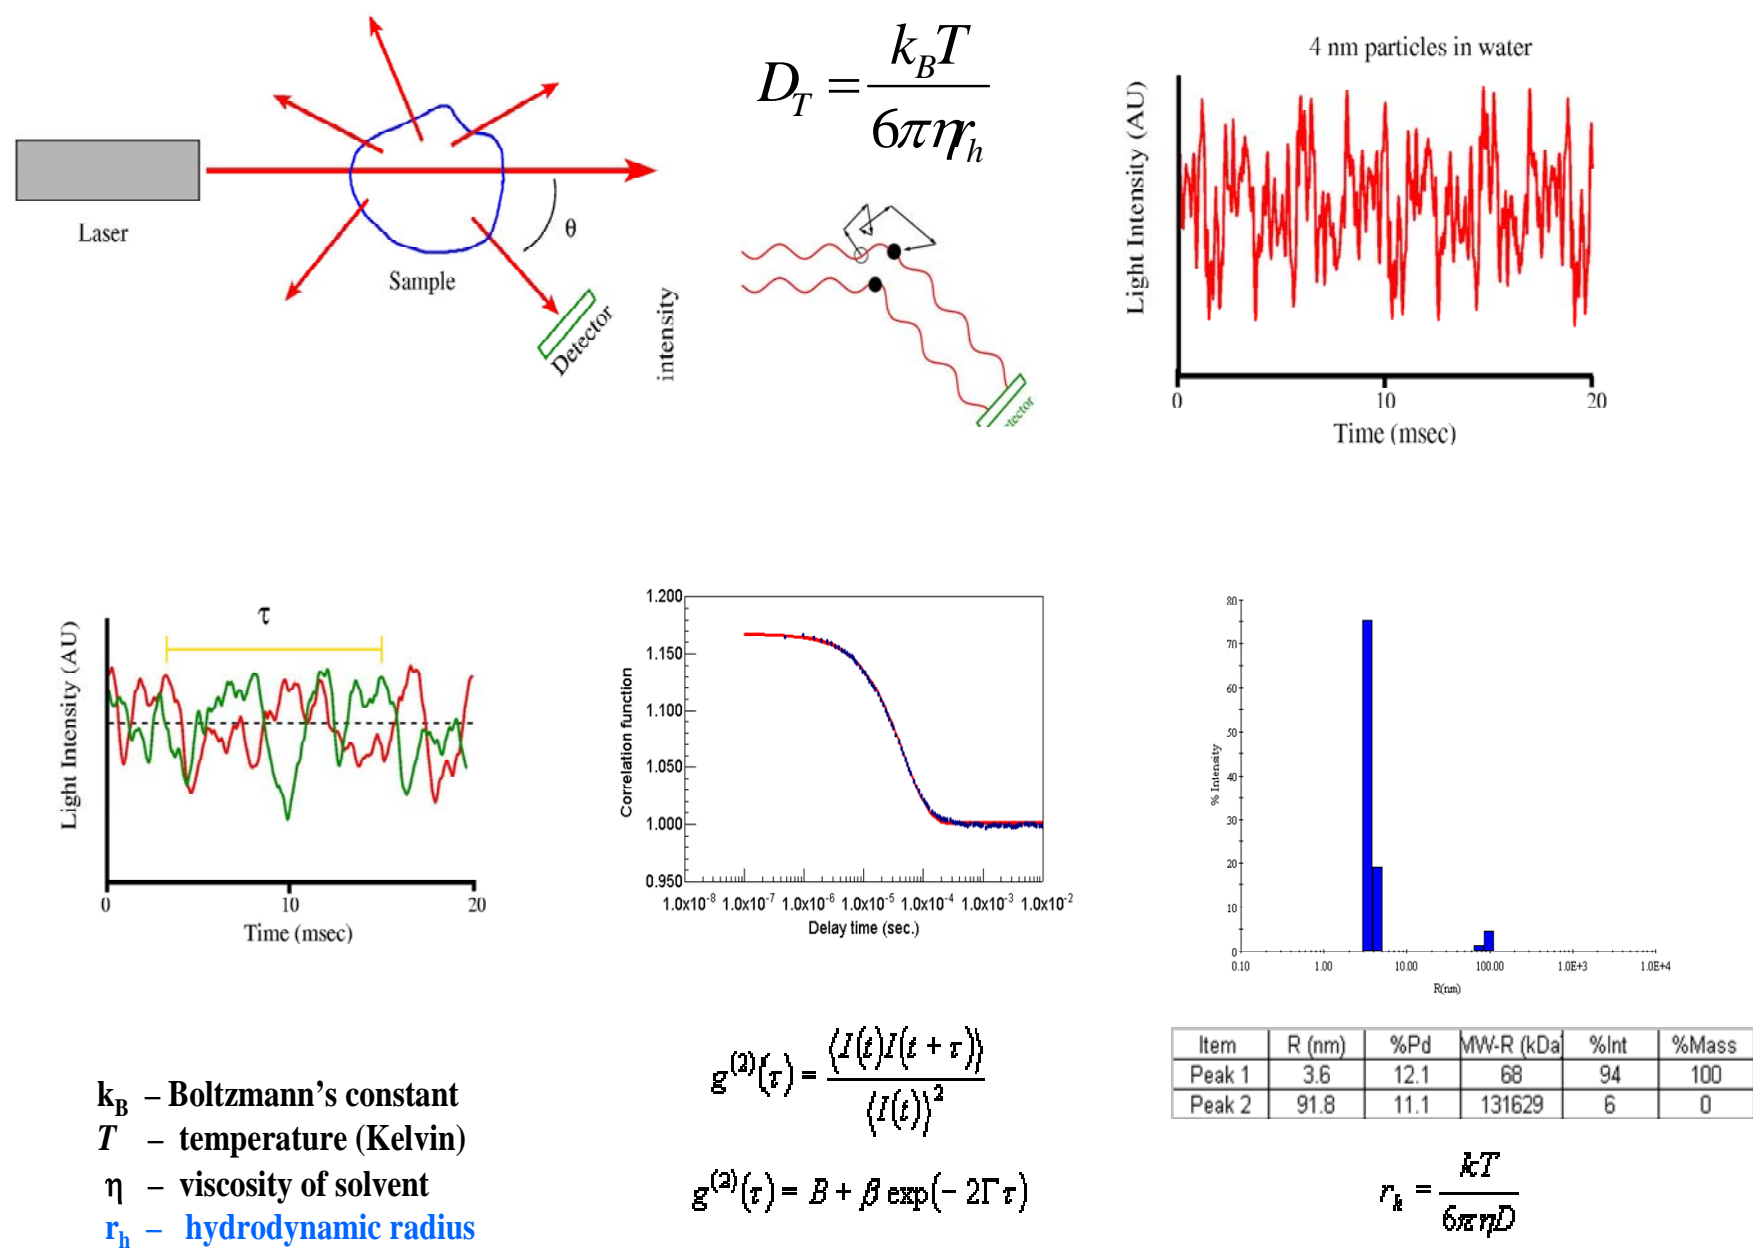 D_T = k_B T / 6πηr_h
4 nm particles in water
Light Intensity (AU)
0 10 20
Time (msec)
Laser
Sample
θ
Detector
intensity
τ
Light Intensity (AU)
0 10 20
Time (msec)
Correlation function
1.200
1.150
1.100
1.050
1.000
0.950
1.0x10^-8 1.0x10^-7 1.0x10^-6 1.0x10^-5 1.0x10^-4 1.0x10^-3 1.0x10^-2
Delay time (sec.)
% Intensity
80
70
60
50
40
30
20
10
0
0.10 1.00 10.00 100.00 1.0E+3 1.0E+4
R(nm)
k_B – Boltzmann's constant
T – temperature (Kelvin)
η – viscosity of solvent
r_h – hydrodynamic radius
g^(2)(τ) = ⟨I(t)I(t + τ)⟩ / ⟨I(t)⟩^2
g^(2)(τ) = B + β exp(− 2Γτ)
Item R (nm) %Pd MW-R (kDa %Int %Mass
Peak 1 3.6 12.1 68 94 100
Peak 2 91.8 11.1 131629 6 0
r_h = kT / 6πηD